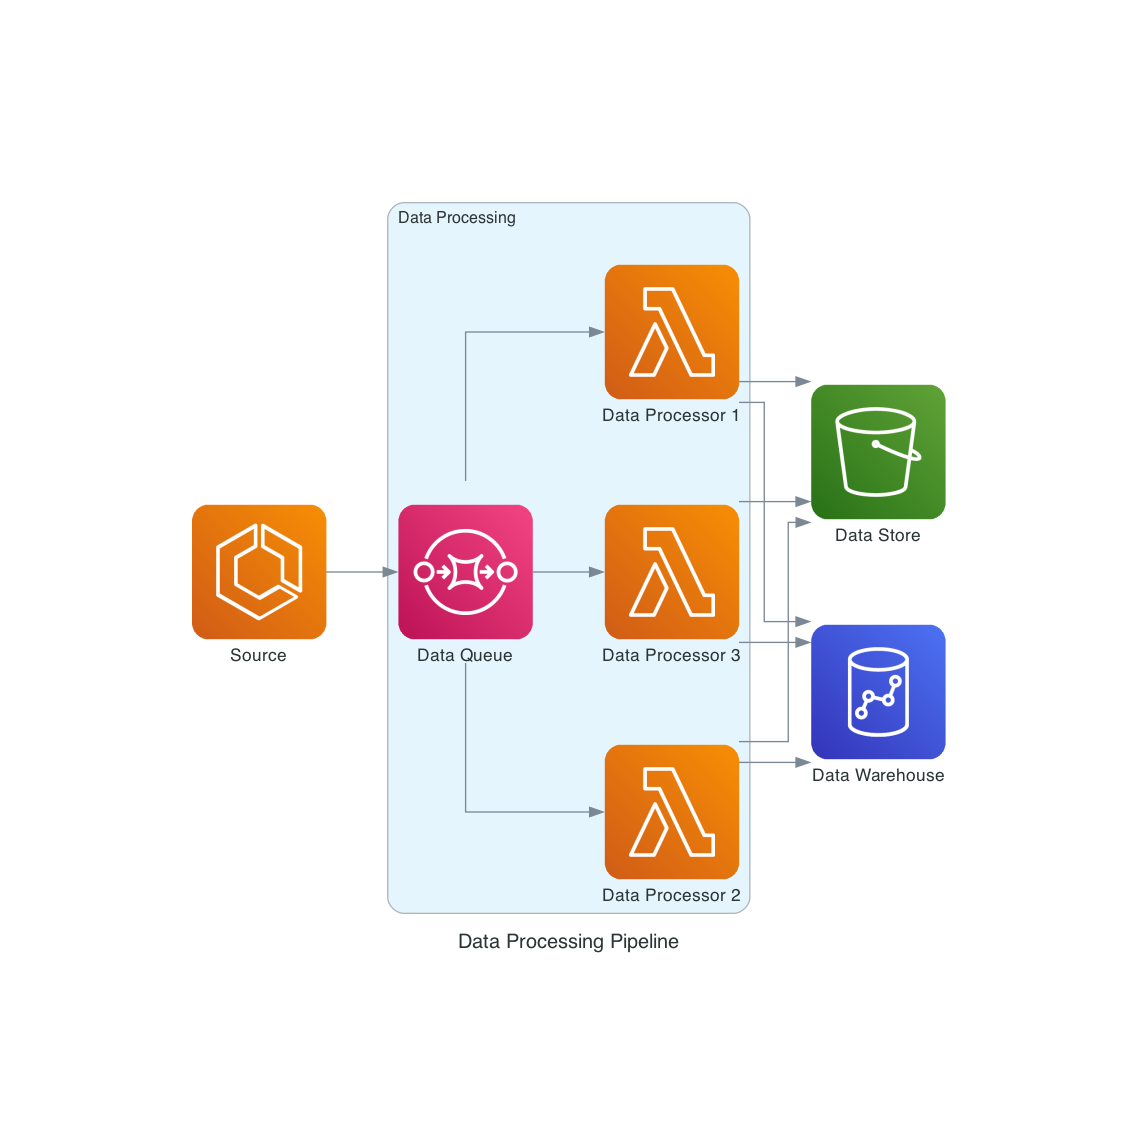 Data Processing
Data Processor 1
Data Store
Source
Data Queue
Data Processor 3
Data Warehouse
Data Processor 2
Data Processing Pipeline